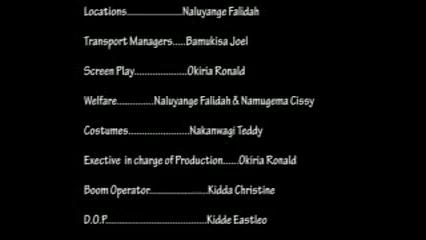 Locations.......................Naluyange Falidah
Transport Managers.....Bamukisa Joel
Screen Play......................Okiria Ronald
Welfare...............Naluyange Falidah & Namugema Cissy
Costumes.........................Nakanwagi Teddy
Exective in charge of Production......Okiria Ronald
Boom Operator........................Kidda Christine
D.O.P..........................................Kidde Eastleo